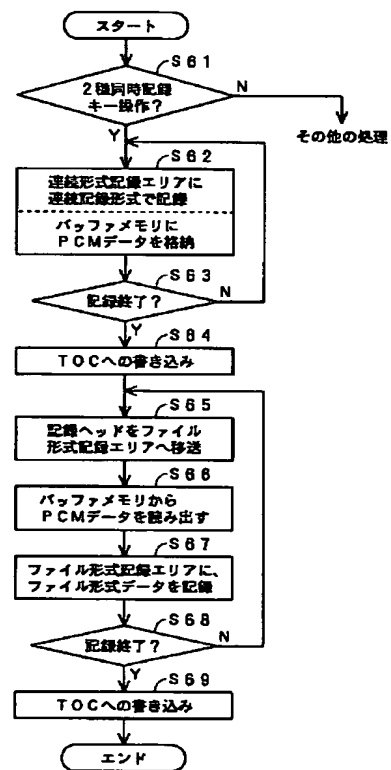 スタート
S61
2種同時記録
キー操作?
N
Y
その他の処理
S62
連続形式記録エリアに
連続記録形式で記録
バッファメモリに
PCMデータを格納
S63
記録終了?
N
Y
S64
TOCへの書き込み
S65
記録ヘッドをファイル
形式記録エリアへ移送
S66
バッファメモリから
PCMデータを読み出す
S67
ファイル形式記録エリアに、
ファイル形式データを記録
S68
記録終了?
N
Y
S69
TOCへの書き込み
エンド